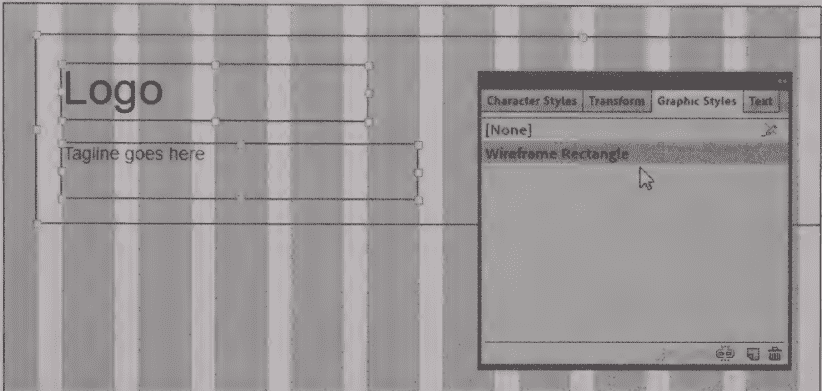 Logo
Tagline goes here
Character Styles Transform Graphic Styles Text
[None]
Wireframe Rectangle